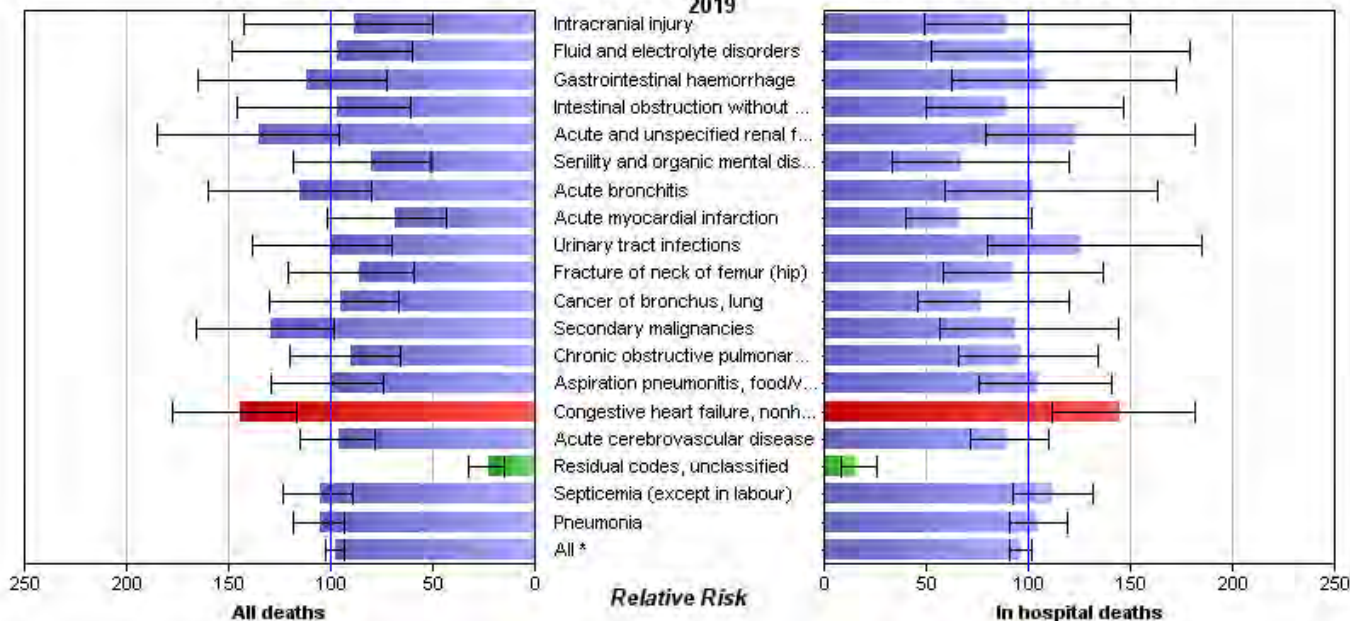 2019
Intracranial injury
Fluid and electrolyte disorders
Gastrointestinal haemorrhage
Intestinal obstruction without ...
Acute and unspecified renal f...
Senility and organic mental dis...
Acute bronchitis
Acute myocardial infarction
Urinary tract infections
Fracture of neck of femur (hip)
Cancer of bronchus, lung
Secondary malignancies
Chronic obstructive pulmonar...
Aspiration pneumonitis, food/v...
Congestive heart failure, nonh...
Acute cerebrovascular disease
Residual codes, unclassified
Septicemia (except in labour)
Pneumonia
All *
250 200 150 100 50 0 0 50 100 150 200 250
Relative Risk
All deaths In hospital deaths